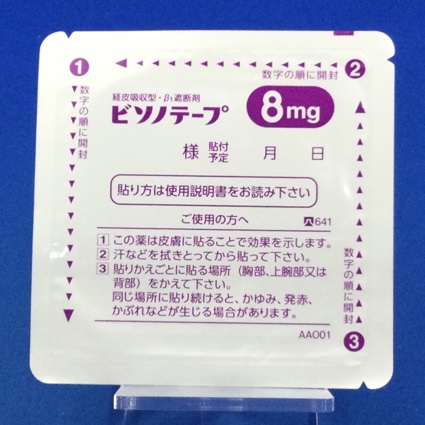 1
2
数字の順に開封
数字の順に開封
経皮吸収型・β1遮断剤
ビソノテープ 8mg
様 貼付予定 月 日
貼り方は使用説明書をお読み下さい
ご使用の方へ
641
1 この薬は皮膚に貼ることで効果を示します。
2 汗などを拭きとってから貼って下さい。
3 貼りかえごとに貼る場所（胸部、上腕部又は
背部）をかえて下さい。
同じ場所に貼り続けると、かゆみ、発赤、
かぶれなどが生じる場合があります。
数字の順に開封
3
AAO01